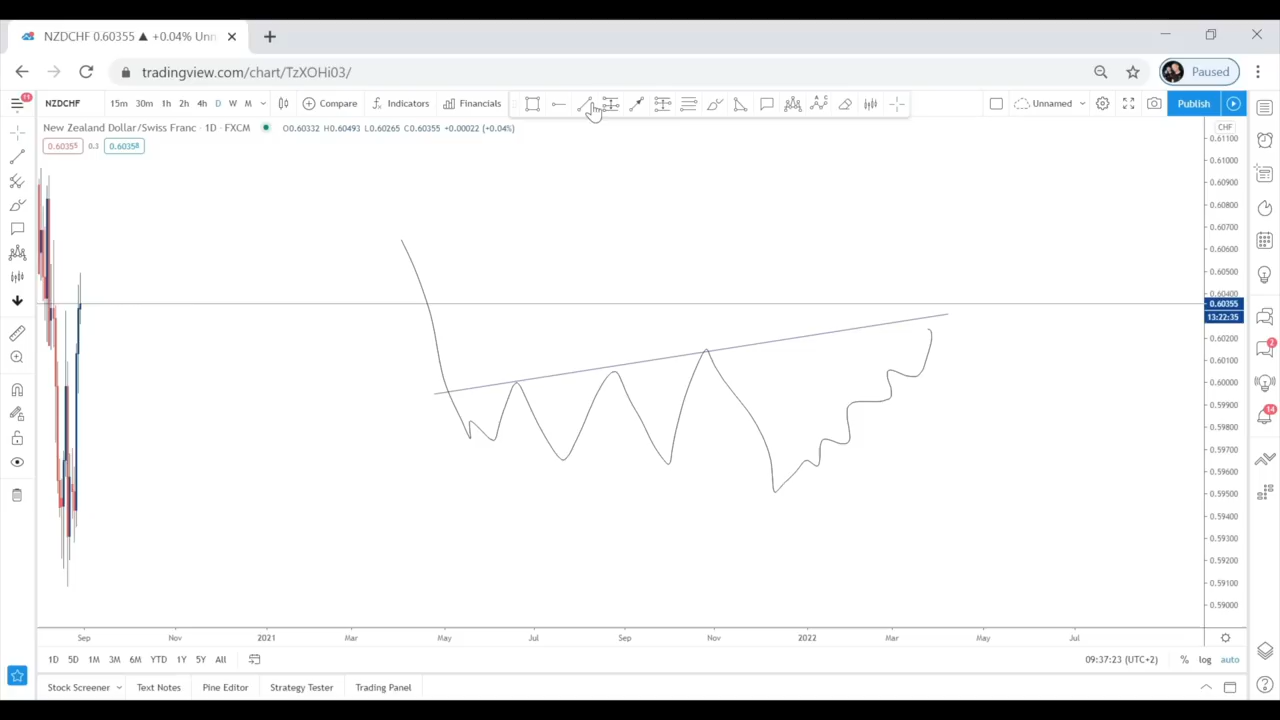 NZDCHF 0.60355 ▲ +0.04% Unn
tradingview.com/chart/TzXOHi03/
Paused
11
NZDCHF 15m 30m 1h 2h 4h D W M Compare Indicators Financials Unnamed Publish
New Zealand Dollar/Swiss Franc · 1D · FXCM O0.60332 H0.60493 L0.60265 C0.60355 +0.00022 (+0.04%)
CHF
0.60355 0.3 0.60358
0.61100
0.61000
0.60900
0.60800
0.60700
0.60600
0.60500
0.60400
0.60355
13:22:35
0.60200
0.60100
0.60000
0.59900
0.59800
0.59700
0.59600
0.59500
0.59400
0.59300
0.59200
0.59100
0.59000
2
14
Sep Nov 2021 Mar May Jul Sep Nov 2022 Mar May Jul
1D 5D 1M 3M 6M YTD 1Y 5Y All 09:37:23 (UTC+2) % log auto
Stock Screener Text Notes Pine Editor Strategy Tester Trading Panel